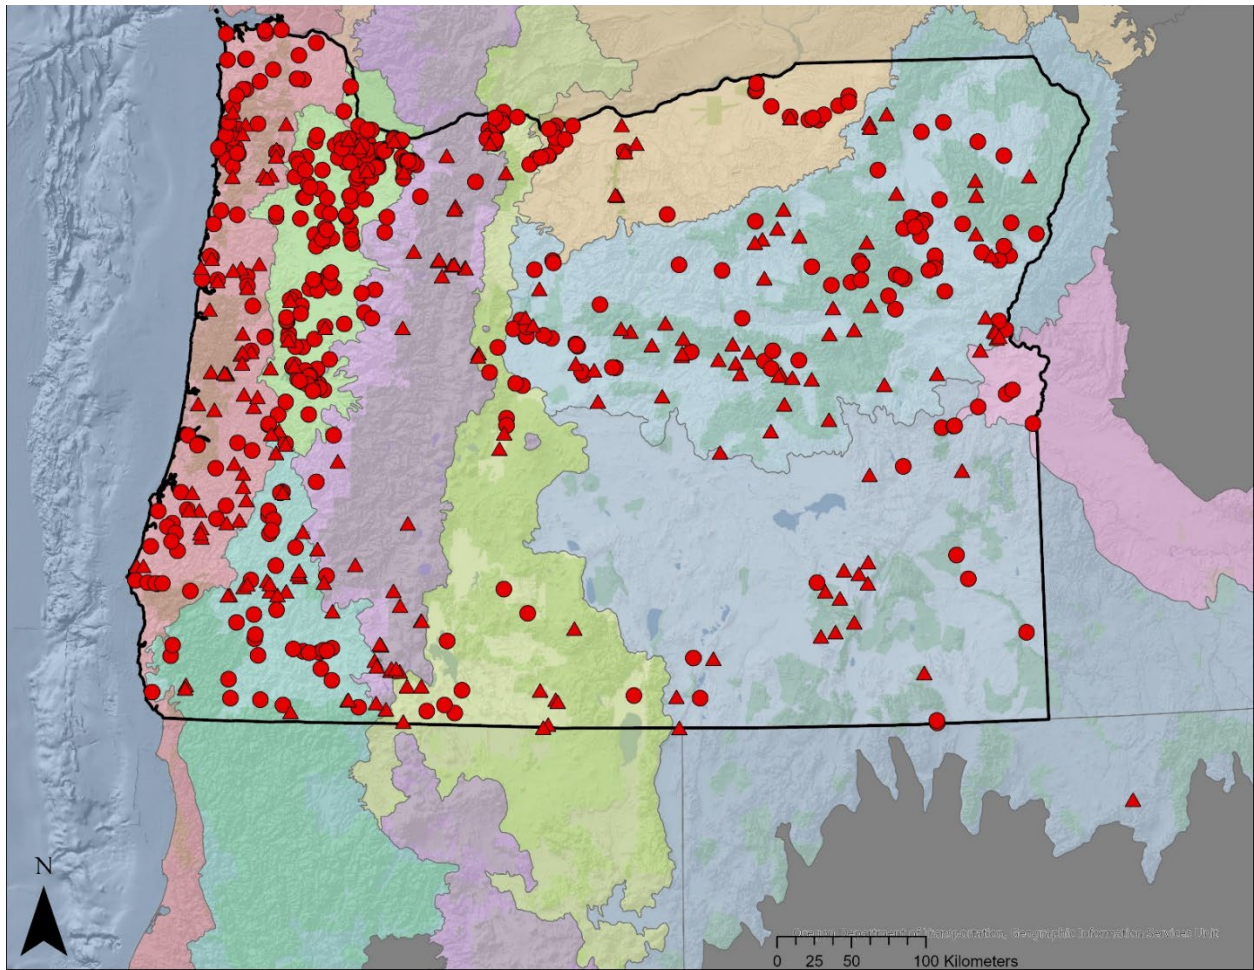 N
Oregon Department of Transportation, Geographic Information Services Unit
0 25 50 100 Kilometers